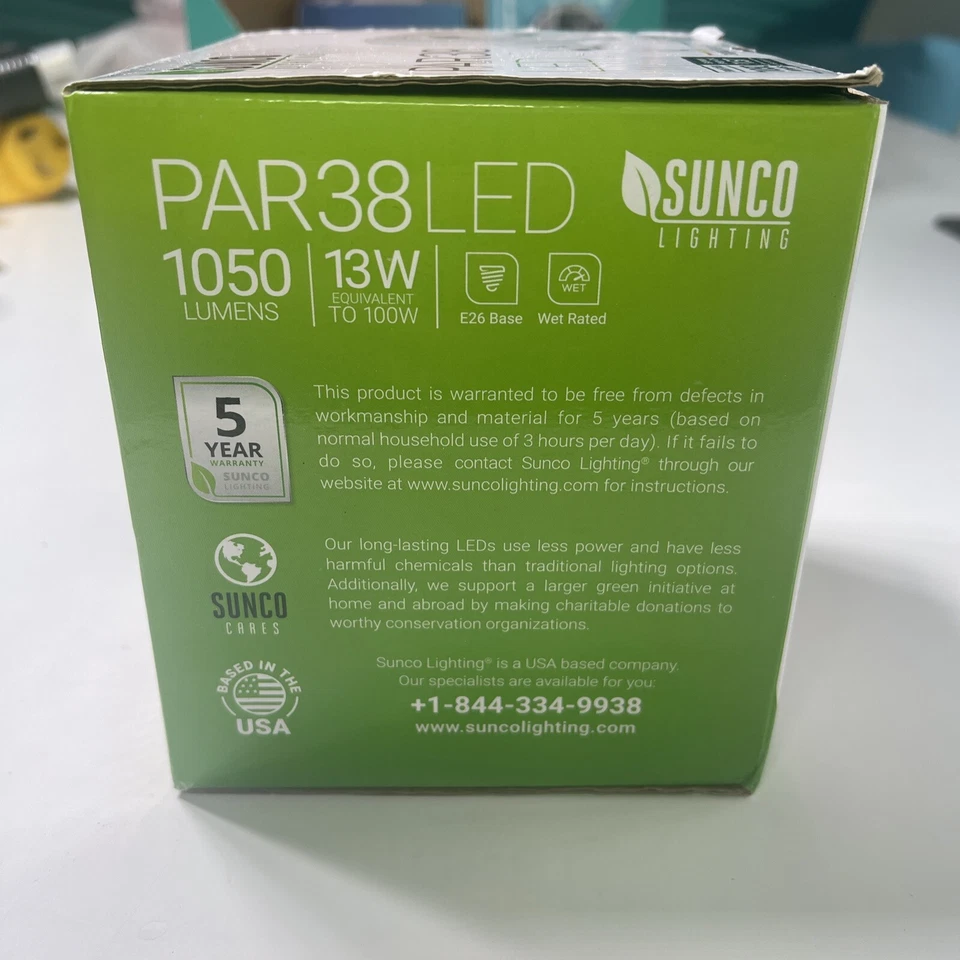 PAR38
PAR38 LED
SUNCO
LIGHTING
1050
LUMENS
13W
EQUIVALENT
TO 100W
WET
E26 Base
Wet Rated
5
YEAR
WARRANTY
SUNCO
LIGHTING
This product is warranted to be free from defects in
workmanship and material for 5 years (based on
normal household use of 3 hours per day). If it fails to
do so, please contact Sunco Lighting® through our
website at www.suncolighting.com for instructions.
SUNCO
CARES
Our long-lasting LEDs use less power and have less
harmful chemicals than traditional lighting options.
Additionally, we support a larger green initiative at
home and abroad by making charitable donations to
worthy conservation organizations.
BASED IN THE
USA
Sunco Lighting® is a USA based company.
Our specialists are available for you:
+1-844-334-9938
www.suncolighting.com